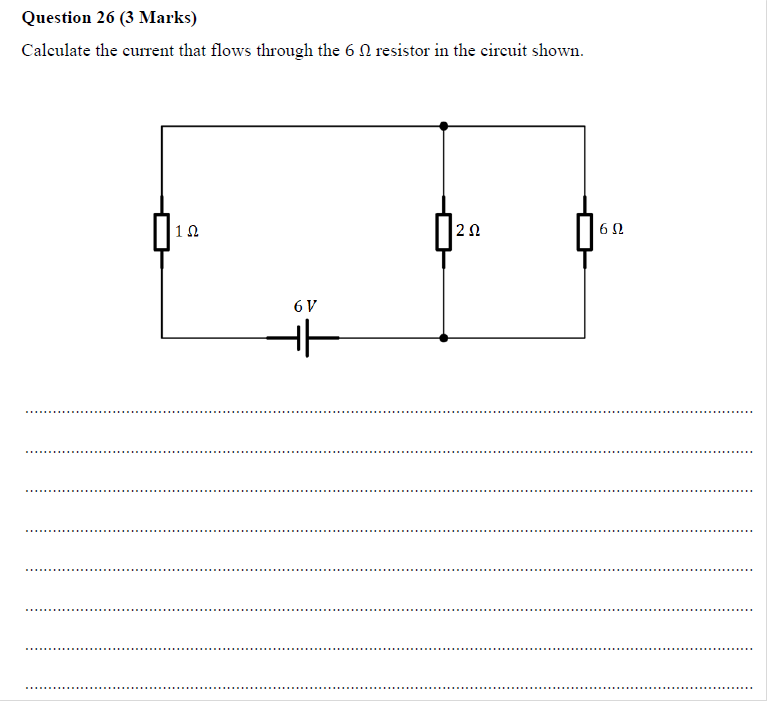 Question 26 (3 Marks)
Calculate the current that flows through the 6 Ω resistor in the circuit shown.
1 Ω
2 Ω
6 Ω
6 V